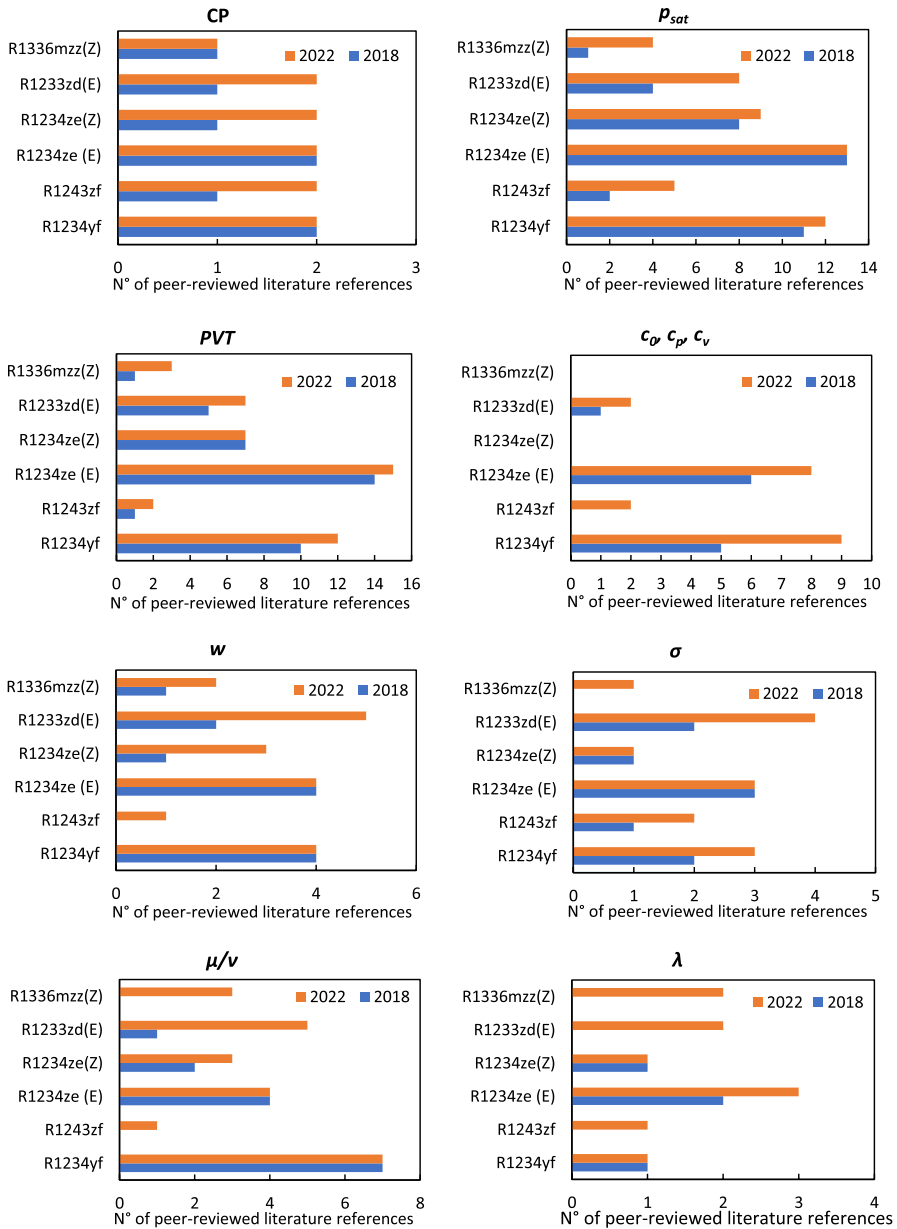 CP
R1336mzz(Z)
R1233zd(E)
R1234ze(Z)
R1234ze (E)
R1243zf
R1234yf
2022 2018
0 1 2 3
N° of peer-reviewed literature references
psat
R1336mzz(Z)
R1233zd(E)
R1234ze(Z)
R1234ze (E)
R1243zf
R1234yf
2022 2018
0 2 4 6 8 10 12 14
N° of peer-reviewed literature references
PVT
R1336mzz(Z)
R1233zd(E)
R1234ze(Z)
R1234ze (E)
R1243zf
R1234yf
2022 2018
0 2 4 6 8 10 12 14 16
N° of peer-reviewed literature references
c0, cp, cv
R1336mzz(Z)
R1233zd(E)
R1234ze(Z)
R1234ze (E)
R1243zf
R1234yf
2022 2018
0 1 2 3 4 5 6 7 8 9 10
N° of peer-reviewed literature references
w
R1336mzz(Z)
R1233zd(E)
R1234ze(Z)
R1234ze (E)
R1243zf
R1234yf
2022 2018
0 2 4 6
N° of peer-reviewed literature references
σ
R1336mzz(Z)
R1233zd(E)
R1234ze(Z)
R1234ze (E)
R1243zf
R1234yf
2022 2018
0 1 2 3 4 5
N° of peer-reviewed literature references
μ/ν
R1336mzz(Z)
R1233zd(E)
R1234ze(Z)
R1234ze (E)
R1243zf
R1234yf
2022 2018
0 2 4 6 8
N° of peer-reviewed literature references
λ
R1336mzz(Z)
R1233zd(E)
R1234ze(Z)
R1234ze (E)
R1243zf
R1234yf
2022 2018
0 1 2 3 4
N° of peer-reviewed literature references